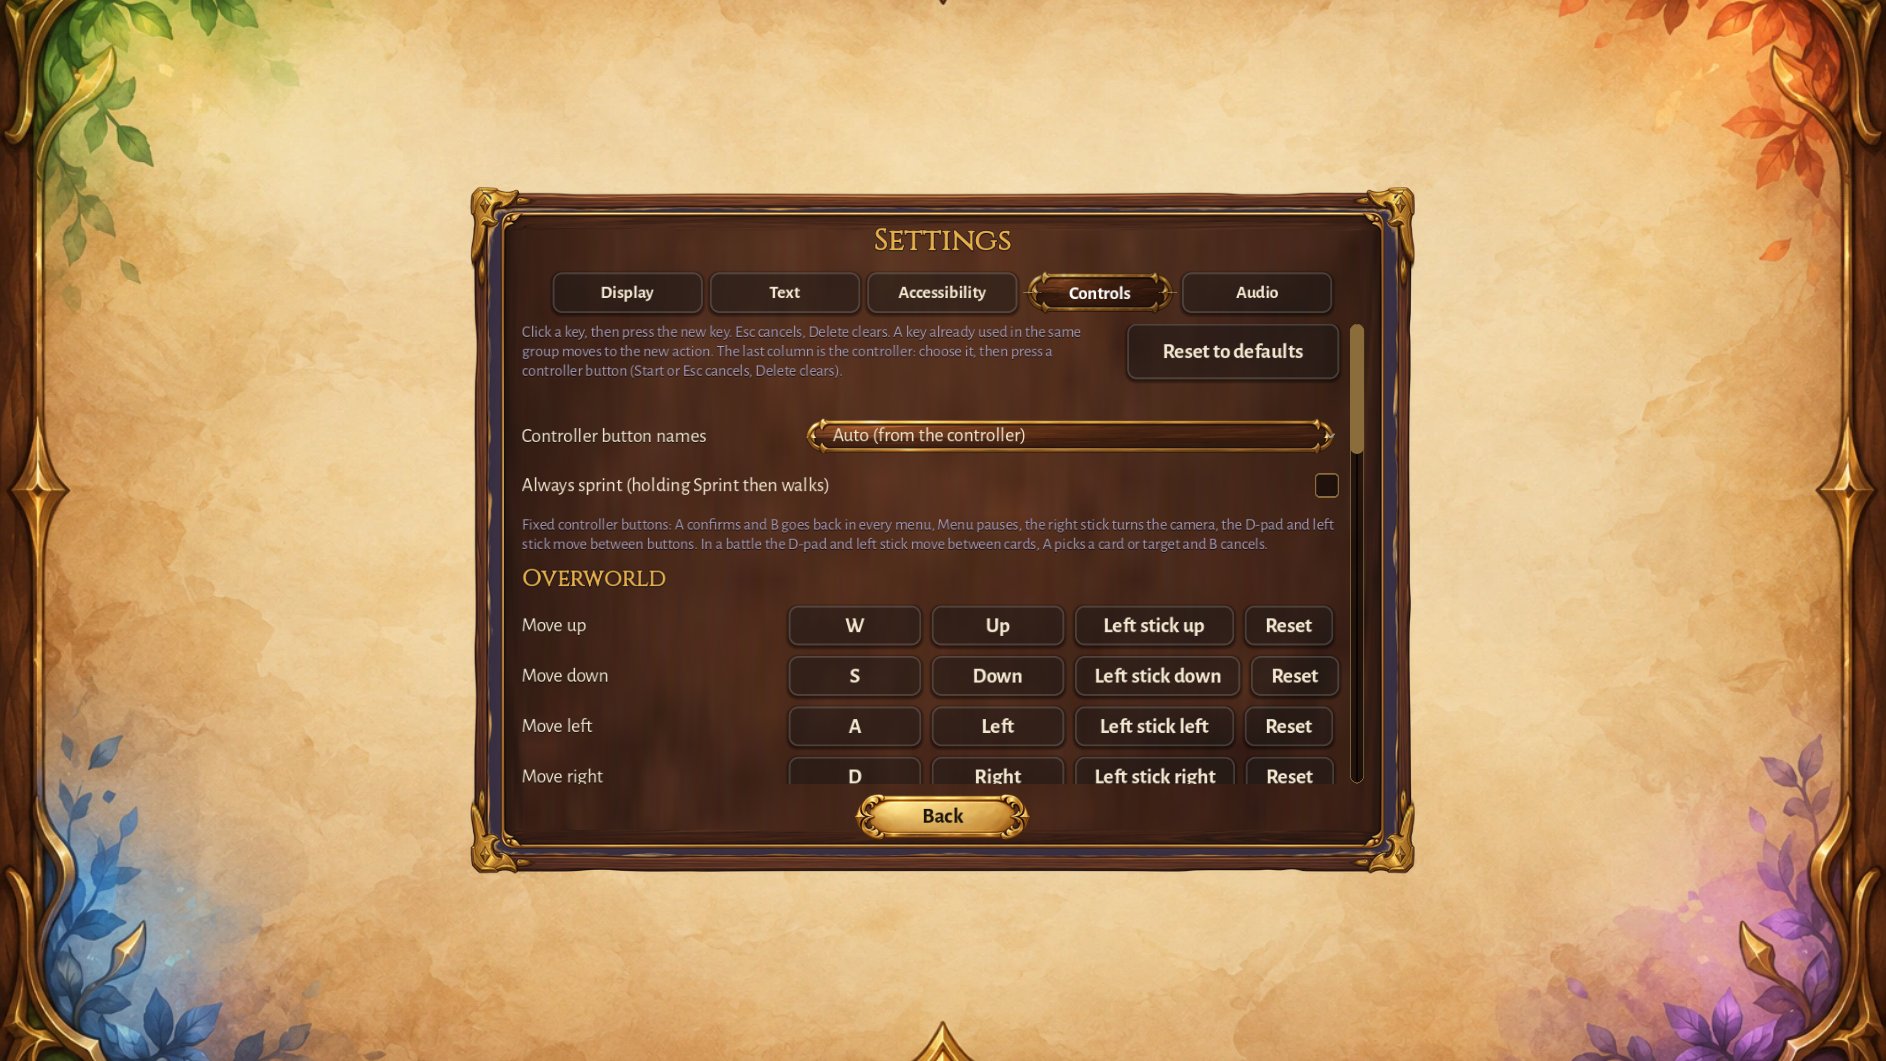 Settings
Display
Text
Accessibility
Controls
Audio
Click a key, then press the new key. Esc cancels, Delete clears. A key already used in the same
group moves to the new action. The last column is the controller: choose it, then press a
controller button (Start or Esc cancels, Delete clears).
Reset to defaults
Controller button names
Auto (from the controller)
Always sprint (holding Sprint then walks)
Fixed controller buttons: A confirms and B goes back in every menu, Menu pauses, the right stick turns the camera, the D-pad and left
stick move between buttons. In a battle the D-pad and left stick move between cards, A picks a card or target and B cancels.
Overworld
Move up W Up Left stick up Reset
Move down S Down Left stick down Reset
Move left A Left Left stick left Reset
Move right D Right Left stick right Reset
Back